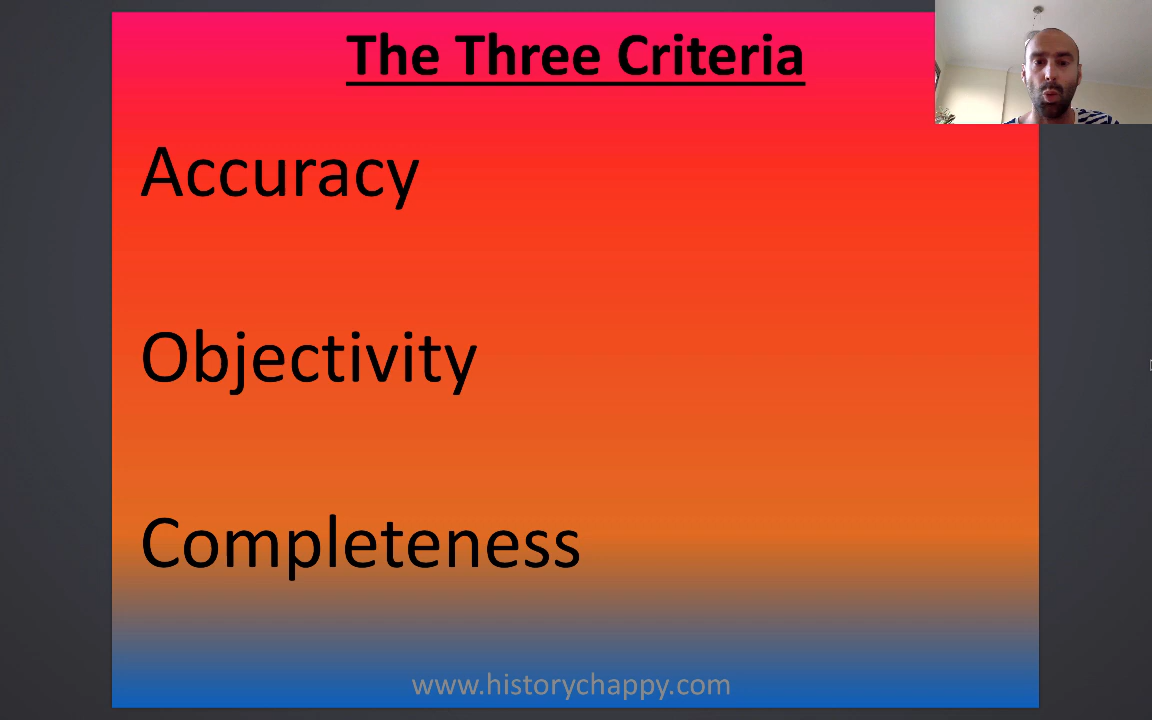 The Three Criteria
Accuracy
Objectivity
Completeness
www.historychappy.com